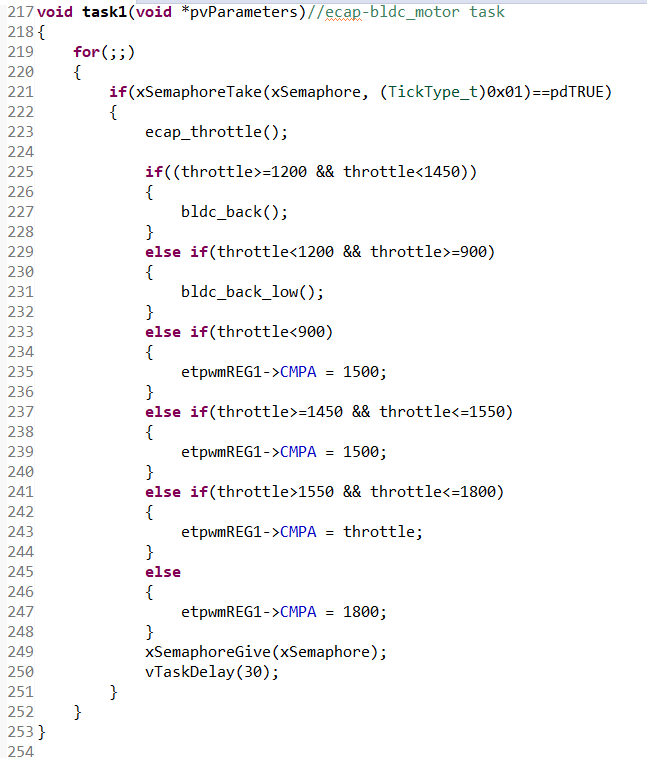 217 void task1(void *pvParameters)//ecap-bldc_motor task
218 {
219     for(;;)
220     {
221         if(xSemaphoreTake(xSemaphore, (TickType_t)0x01)==pdTRUE)
222         {
223             ecap_throttle();
224
225             if((throttle>=1200 && throttle<1450))
226             {
227                 bldc_back();
228             }
229             else if(throttle<1200 && throttle>=900)
230             {
231                 bldc_back_low();
232             }
233             else if(throttle<900)
234             {
235                 etpwmREG1->CMPA = 1500;
236             }
237             else if(throttle>=1450 && throttle<=1550)
238             {
239                 etpwmREG1->CMPA = 1500;
240             }
241             else if(throttle>1550 && throttle<=1800)
242             {
243                 etpwmREG1->CMPA = throttle;
244             }
245             else
246             {
247                 etpwmREG1->CMPA = 1800;
248             }
249             xSemaphoreGive(xSemaphore);
250             vTaskDelay(30);
251         }
252     }
253 }
254